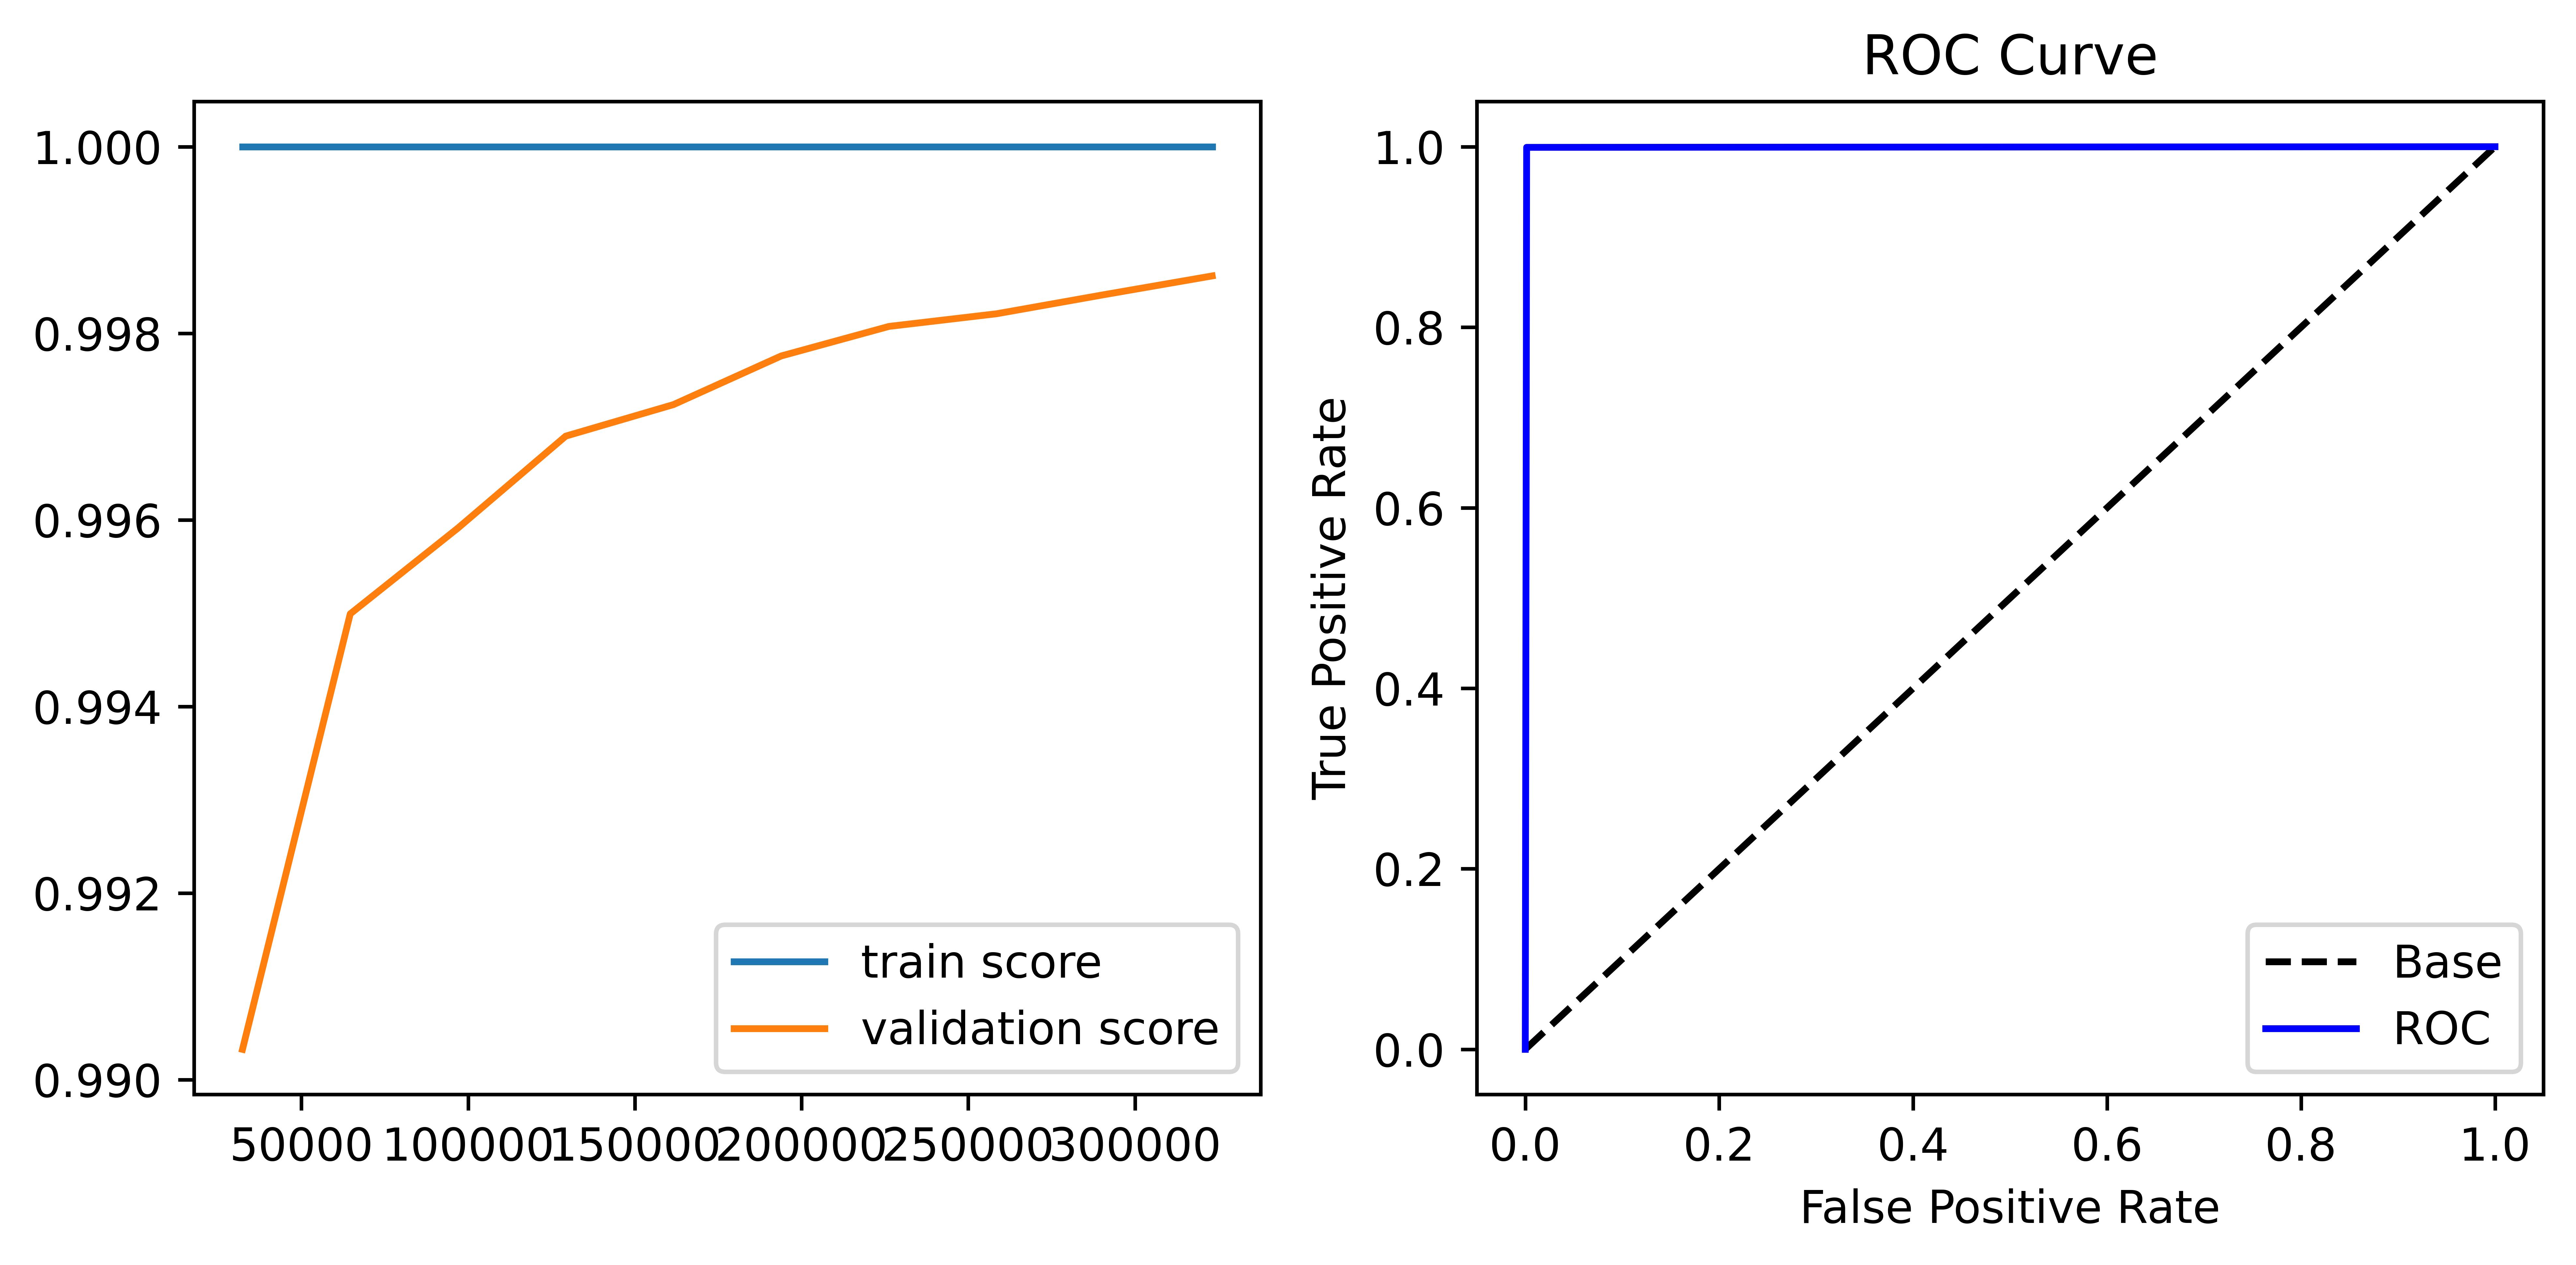 1.000
0.998
0.996
0.994
0.992
0.990
50000 100000 150000 200000 250000 300000
train score
validation score
ROC Curve
True Positive Rate
1.0
0.8
0.6
0.4
0.2
0.0
0.0 0.2 0.4 0.6 0.8 1.0
False Positive Rate
Base
ROC